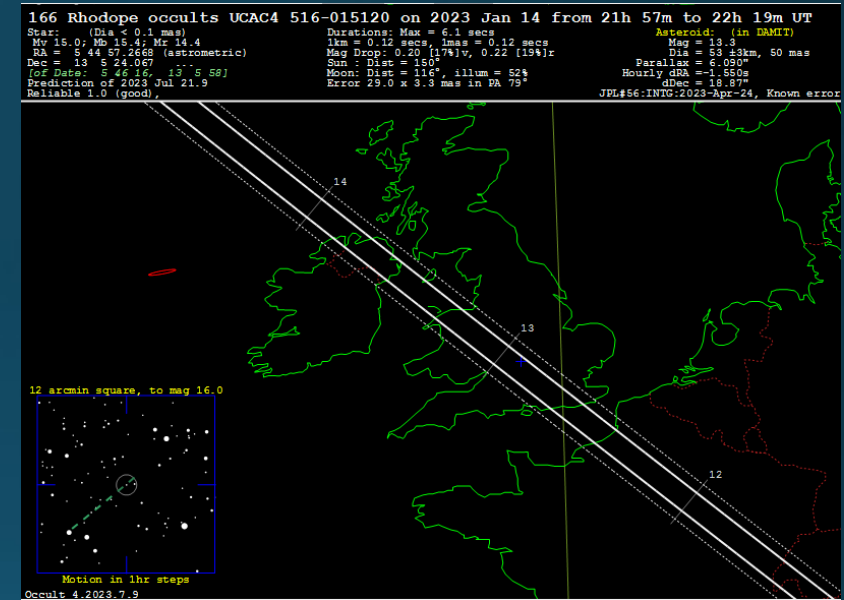 166 Rhodope occults UCAC4 516-015120 on 2023 Jan 14 from 21h 57m to 22h 19m UT
Star: (Dia < 0.1 mas)
Mv 15.0; Mb 15.4; Mr 14.4
RA = 5 44 57.2668 (astrometric)
Dec = 13 5 24.067 ...
[of Date: 5 46 16, 13 5 58]
Prediction of 2023 Jul 21.9
Reliable 1.0 (good),
Durations: Max = 6.1 secs
1km = 0.12 secs, 1mas = 0.12 secs
Mag Drop: 0.20 [17%]v, 0.22 [19%]r
Sun : Dist = 150°
Moon: Dist = 116°, illum = 52%
Error 29.0 x 3.3 mas in PA 79°
Asteroid: (in DAMIT)
Mag = 13.3
Dia = 53 ±3km, 50 mas
Parallax = 6.090"
Hourly dRA =-1.550s
dDec = 18.87"
JPL#56:INTG:2023-Apr-24, Known error
14
13
12
12 arcmin square, to mag 16.0
Motion in 1hr steps
Occult 4.2023.7.9